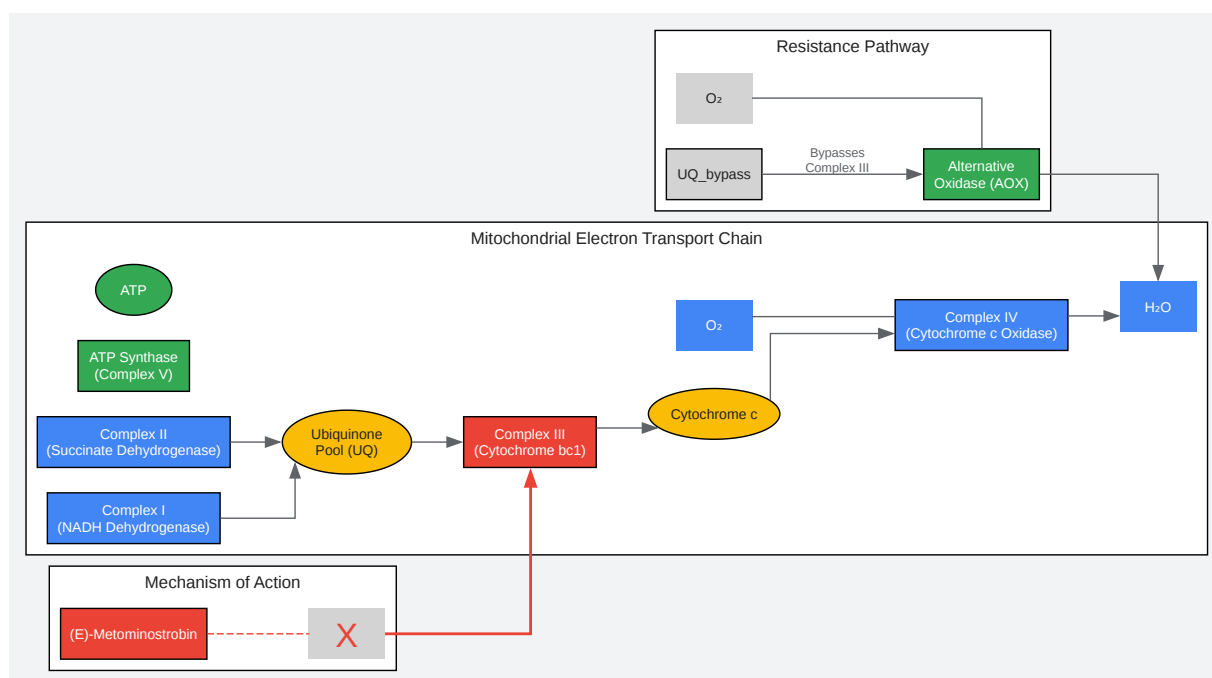 Resistance Pathway
O₂
UQ_bypass
Bypasses
Complex III
Alternative
Oxidase (AOX)
Mitochondrial Electron Transport Chain
ATP
ATP Synthase
(Complex V)
Complex II
(Succinate Dehydrogenase)
Complex I
(NADH Dehydrogenase)
Ubiquinone
Pool (UQ)
Complex III
(Cytochrome bc1)
Cytochrome c
O₂
Complex IV
(Cytochrome c Oxidase)
H₂O
Mechanism of Action
(E)-Metominostrobin
X